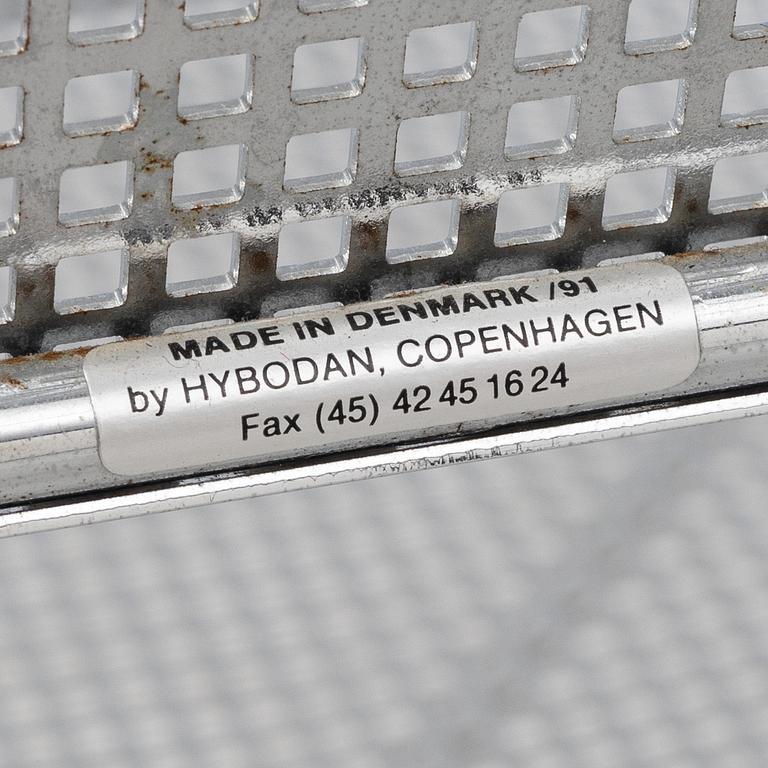 MADE IN DENMARK /91
by HYBODAN, COPENHAGEN
Fax (45) 42 45 16 24